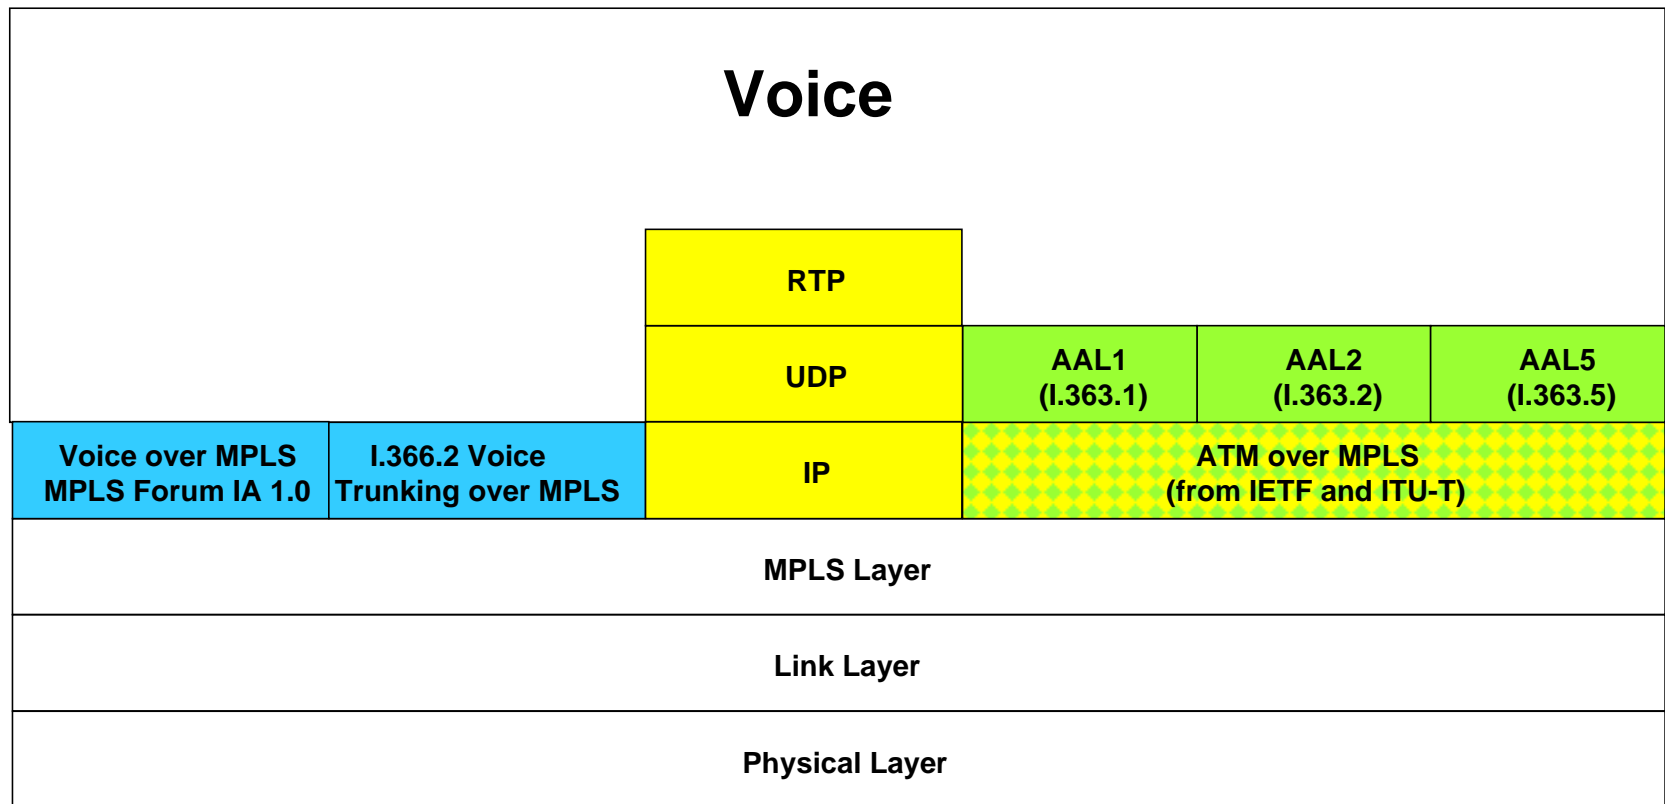 Voice
RTP
UDP
AAL1
(I.363.1)
AAL2
(I.363.2)
AAL5
(I.363.5)
Voice over MPLS
MPLS Forum IA 1.0
I.366.2 Voice
Trunking over MPLS
IP
ATM over MPLS
(from IETF and ITU-T)
MPLS Layer
Link Layer
Physical Layer